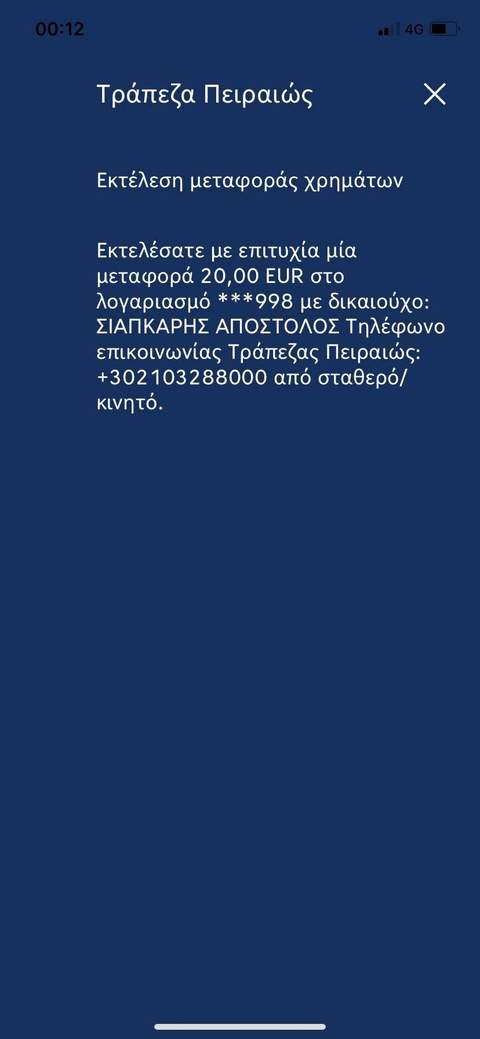 00:12
4G
Τράπεζα Πειραιώς
Εκτέλεση μεταφοράς χρημάτων
Εκτελέσατε με επιτυχία μία
μεταφορά 20,00 EUR στο
λογαριασμό ***998 με δικαιούχο:
ΣΙΑΠΚΑΡΗΣ ΑΠΟΣΤΟΛΟΣ Τηλέφωνο
επικοινωνίας Τράπεζας Πειραιώς:
+302103288000 από σταθερό/
κινητό.